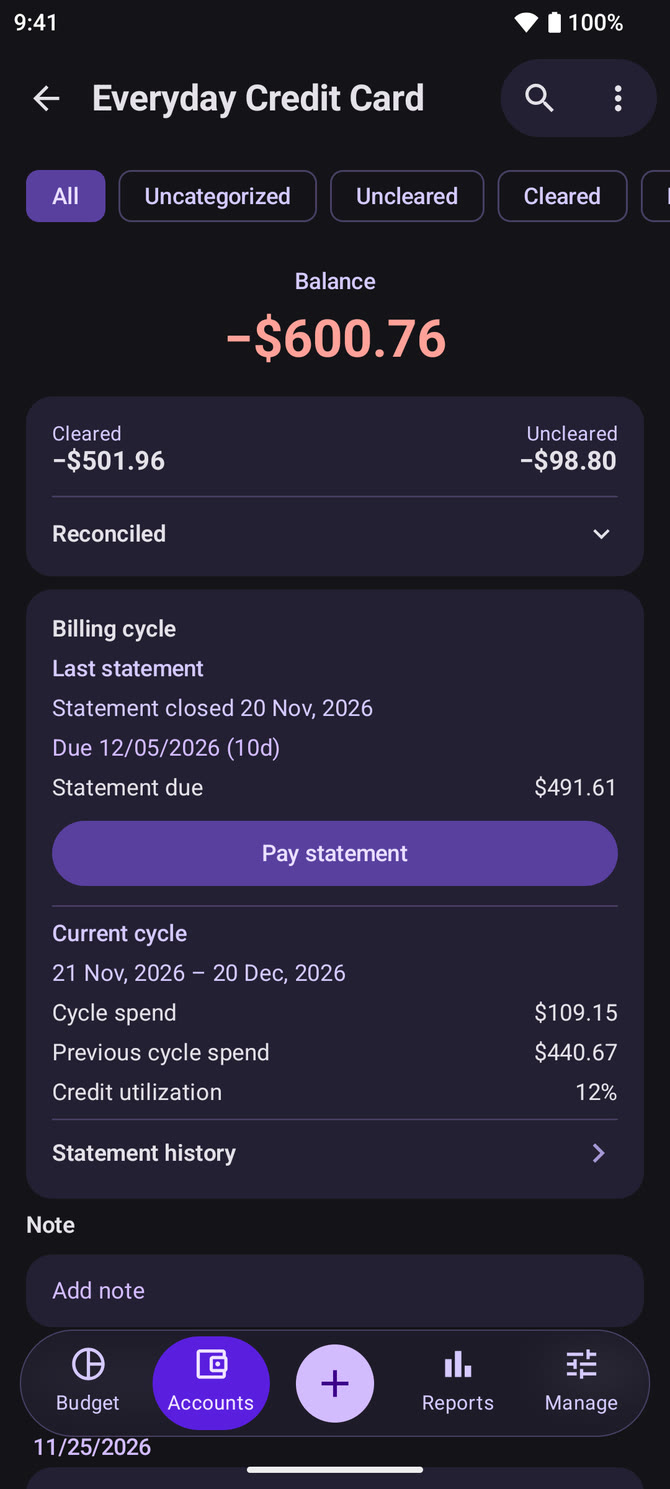 9:41
100%
Everyday Credit Card
All
Uncategorized
Uncleared
Cleared
Balance
−$600.76
Cleared
Uncleared
−$501.96
−$98.80
Reconciled
Billing cycle
Last statement
Statement closed 20 Nov, 2026
Due 12/05/2026 (10d)
Statement due
$491.61
Pay statement
Current cycle
21 Nov, 2026 – 20 Dec, 2026
Cycle spend
$109.15
Previous cycle spend
$440.67
Credit utilization
12%
Statement history
Note
Add note
Budget
Accounts
Reports
Manage
11/25/2026